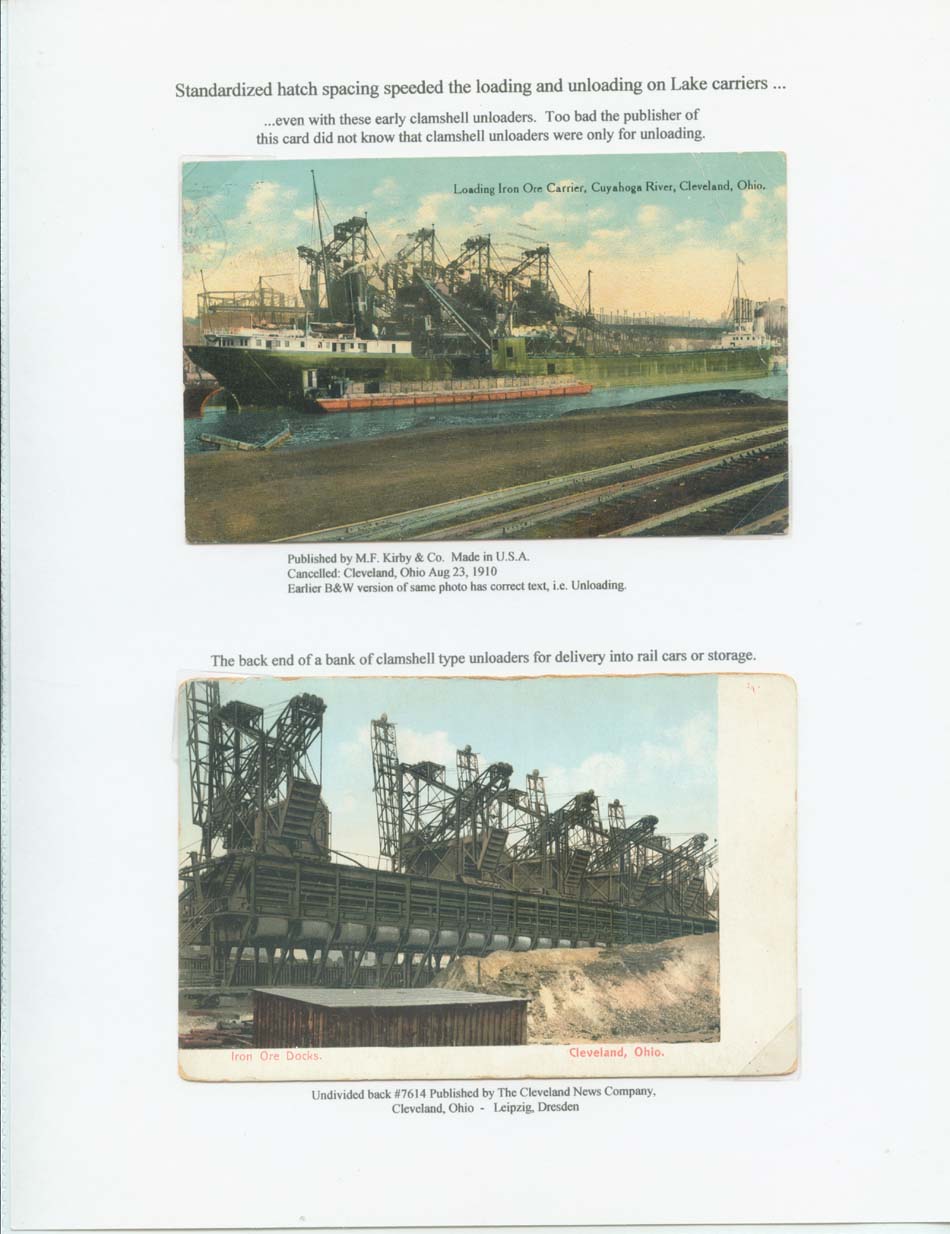 Standardized hatch spacing speeded the loading and unloading on Lake carriers ...
...even with these early clamshell unloaders. Too bad the publisher of
this card did not know that clamshell unloaders were only for unloading.
Loading Iron Ore Carrier, Cuyahoga River, Cleveland, Ohio.
Published by M.F. Kirby & Co. Made in U.S.A.
Cancelled: Cleveland, Ohio Aug 23, 1910
Earlier B&W version of same photo has correct text, i.e. Unloading.
The back end of a bank of clamshell type unloaders for delivery into rail cars or storage.
Iron Ore Docks. Cleveland, Ohio.
Undivided back #7614 Published by The Cleveland News Company,
Cleveland, Ohio - Leipzig, Dresden